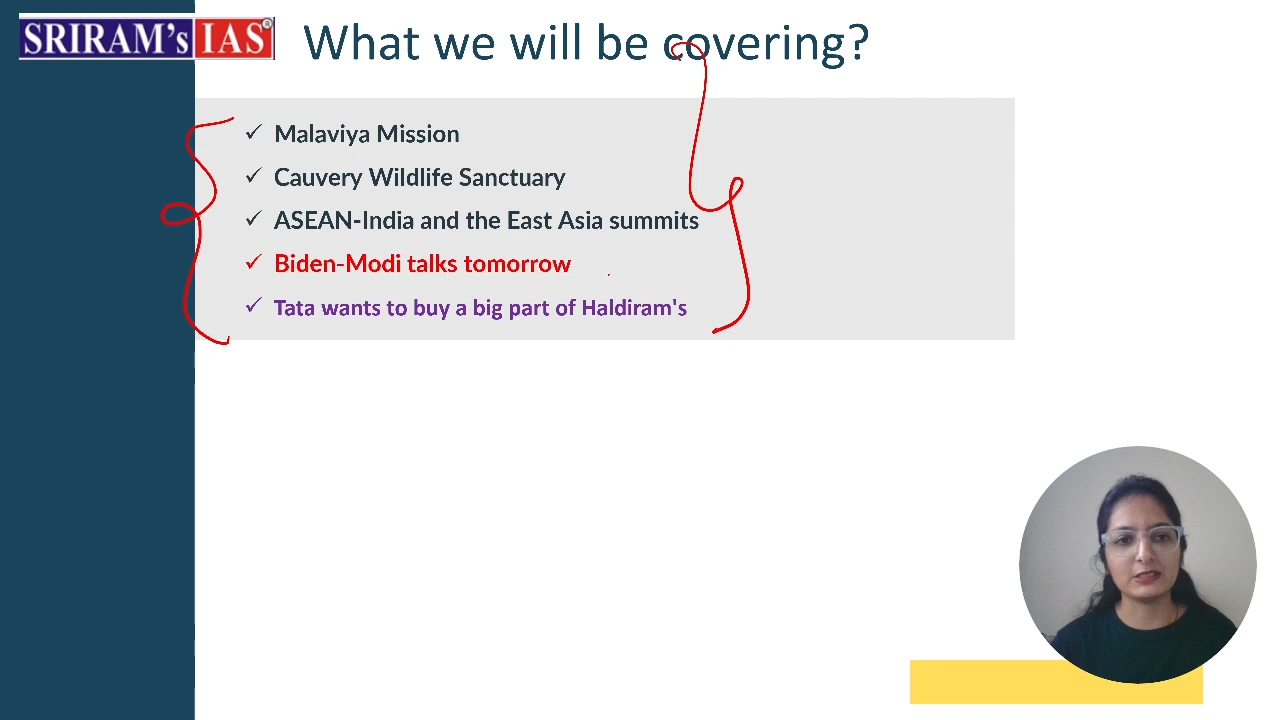 SRIRAM's IAS®
What we will be covering?
✓ Malaviya Mission
✓ Cauvery Wildlife Sanctuary
✓ ASEAN-India and the East Asia summits
✓ Biden-Modi talks tomorrow
✓ Tata wants to buy a big part of Haldiram's